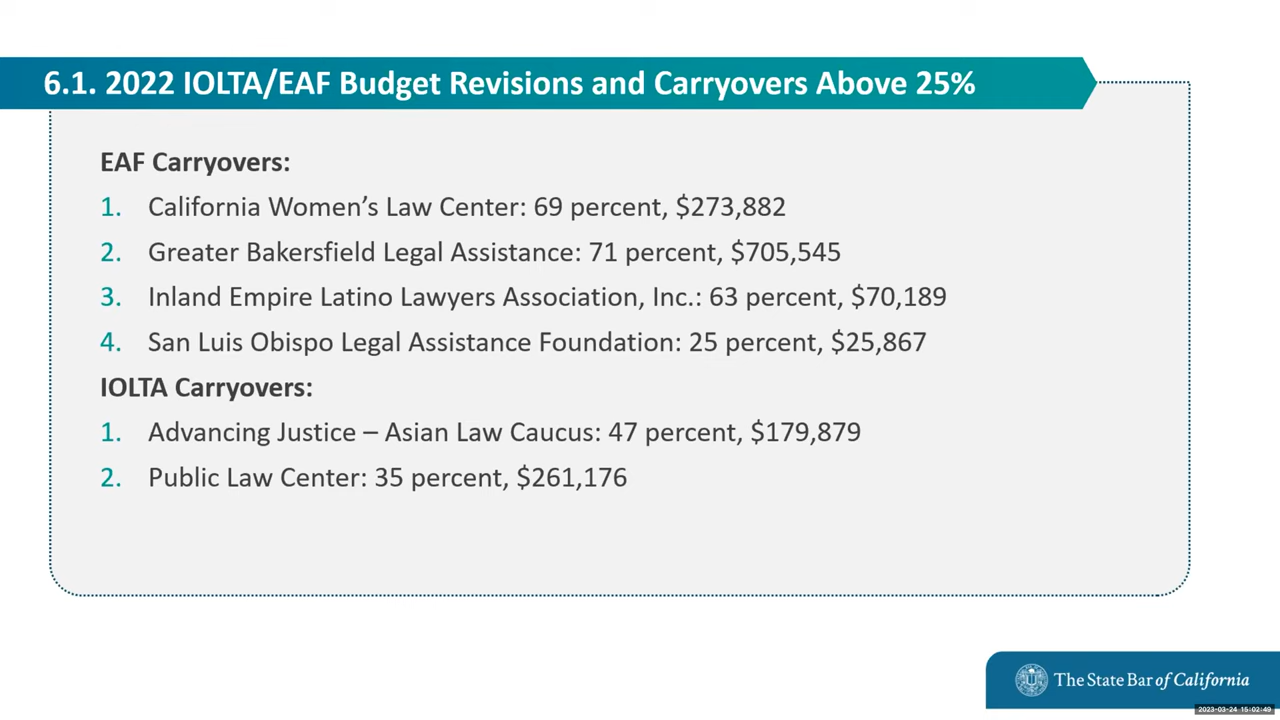 6.1. 2022 IOLTA/EAF Budget Revisions and Carryovers Above 25%
EAF Carryovers:
1. California Women’s Law Center: 69 percent, $273,882
2. Greater Bakersfield Legal Assistance: 71 percent, $705,545
3. Inland Empire Latino Lawyers Association, Inc.: 63 percent, $70,189
4. San Luis Obispo Legal Assistance Foundation: 25 percent, $25,867
IOLTA Carryovers:
1. Advancing Justice – Asian Law Caucus: 47 percent, $179,879
2. Public Law Center: 35 percent, $261,176
The State Bar of California
2023-03-24 15:02:49